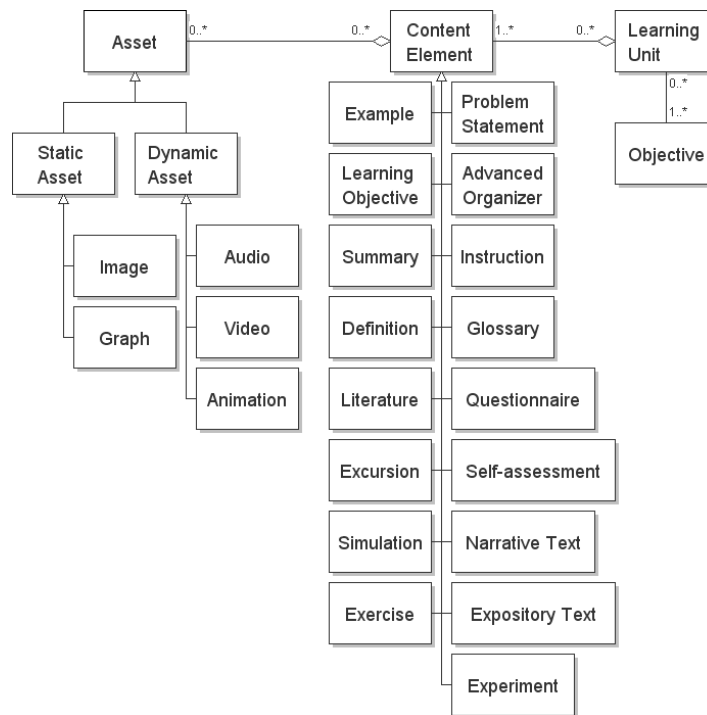 Asset
0..*
0..*
Content
Element
1..*
0..*
Learning
Unit
0..*
1..*
Objective
Static
Asset
Dynamic
Asset
Image
Graph
Audio
Video
Animation
Example
Problem
Statement
Learning
Objective
Advanced
Organizer
Summary
Instruction
Definition
Glossary
Literature
Questionnaire
Excursion
Self-assessment
Simulation
Narrative Text
Exercise
Expository Text
Experiment